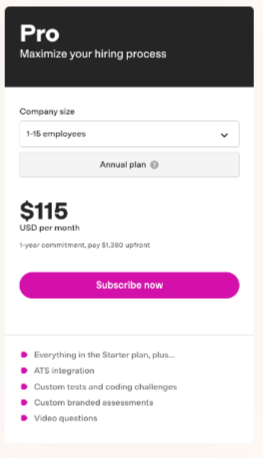 Pro
Maximize your hiring process
Company size
1-15 employees
Annual plan
$115
USD per month
1-year commitment, pay $1,380 upfront
Subscribe now
Everything in the Starter plan, plus...
ATS integration
Custom tests and coding challenges
Custom branded assessments
Video questions